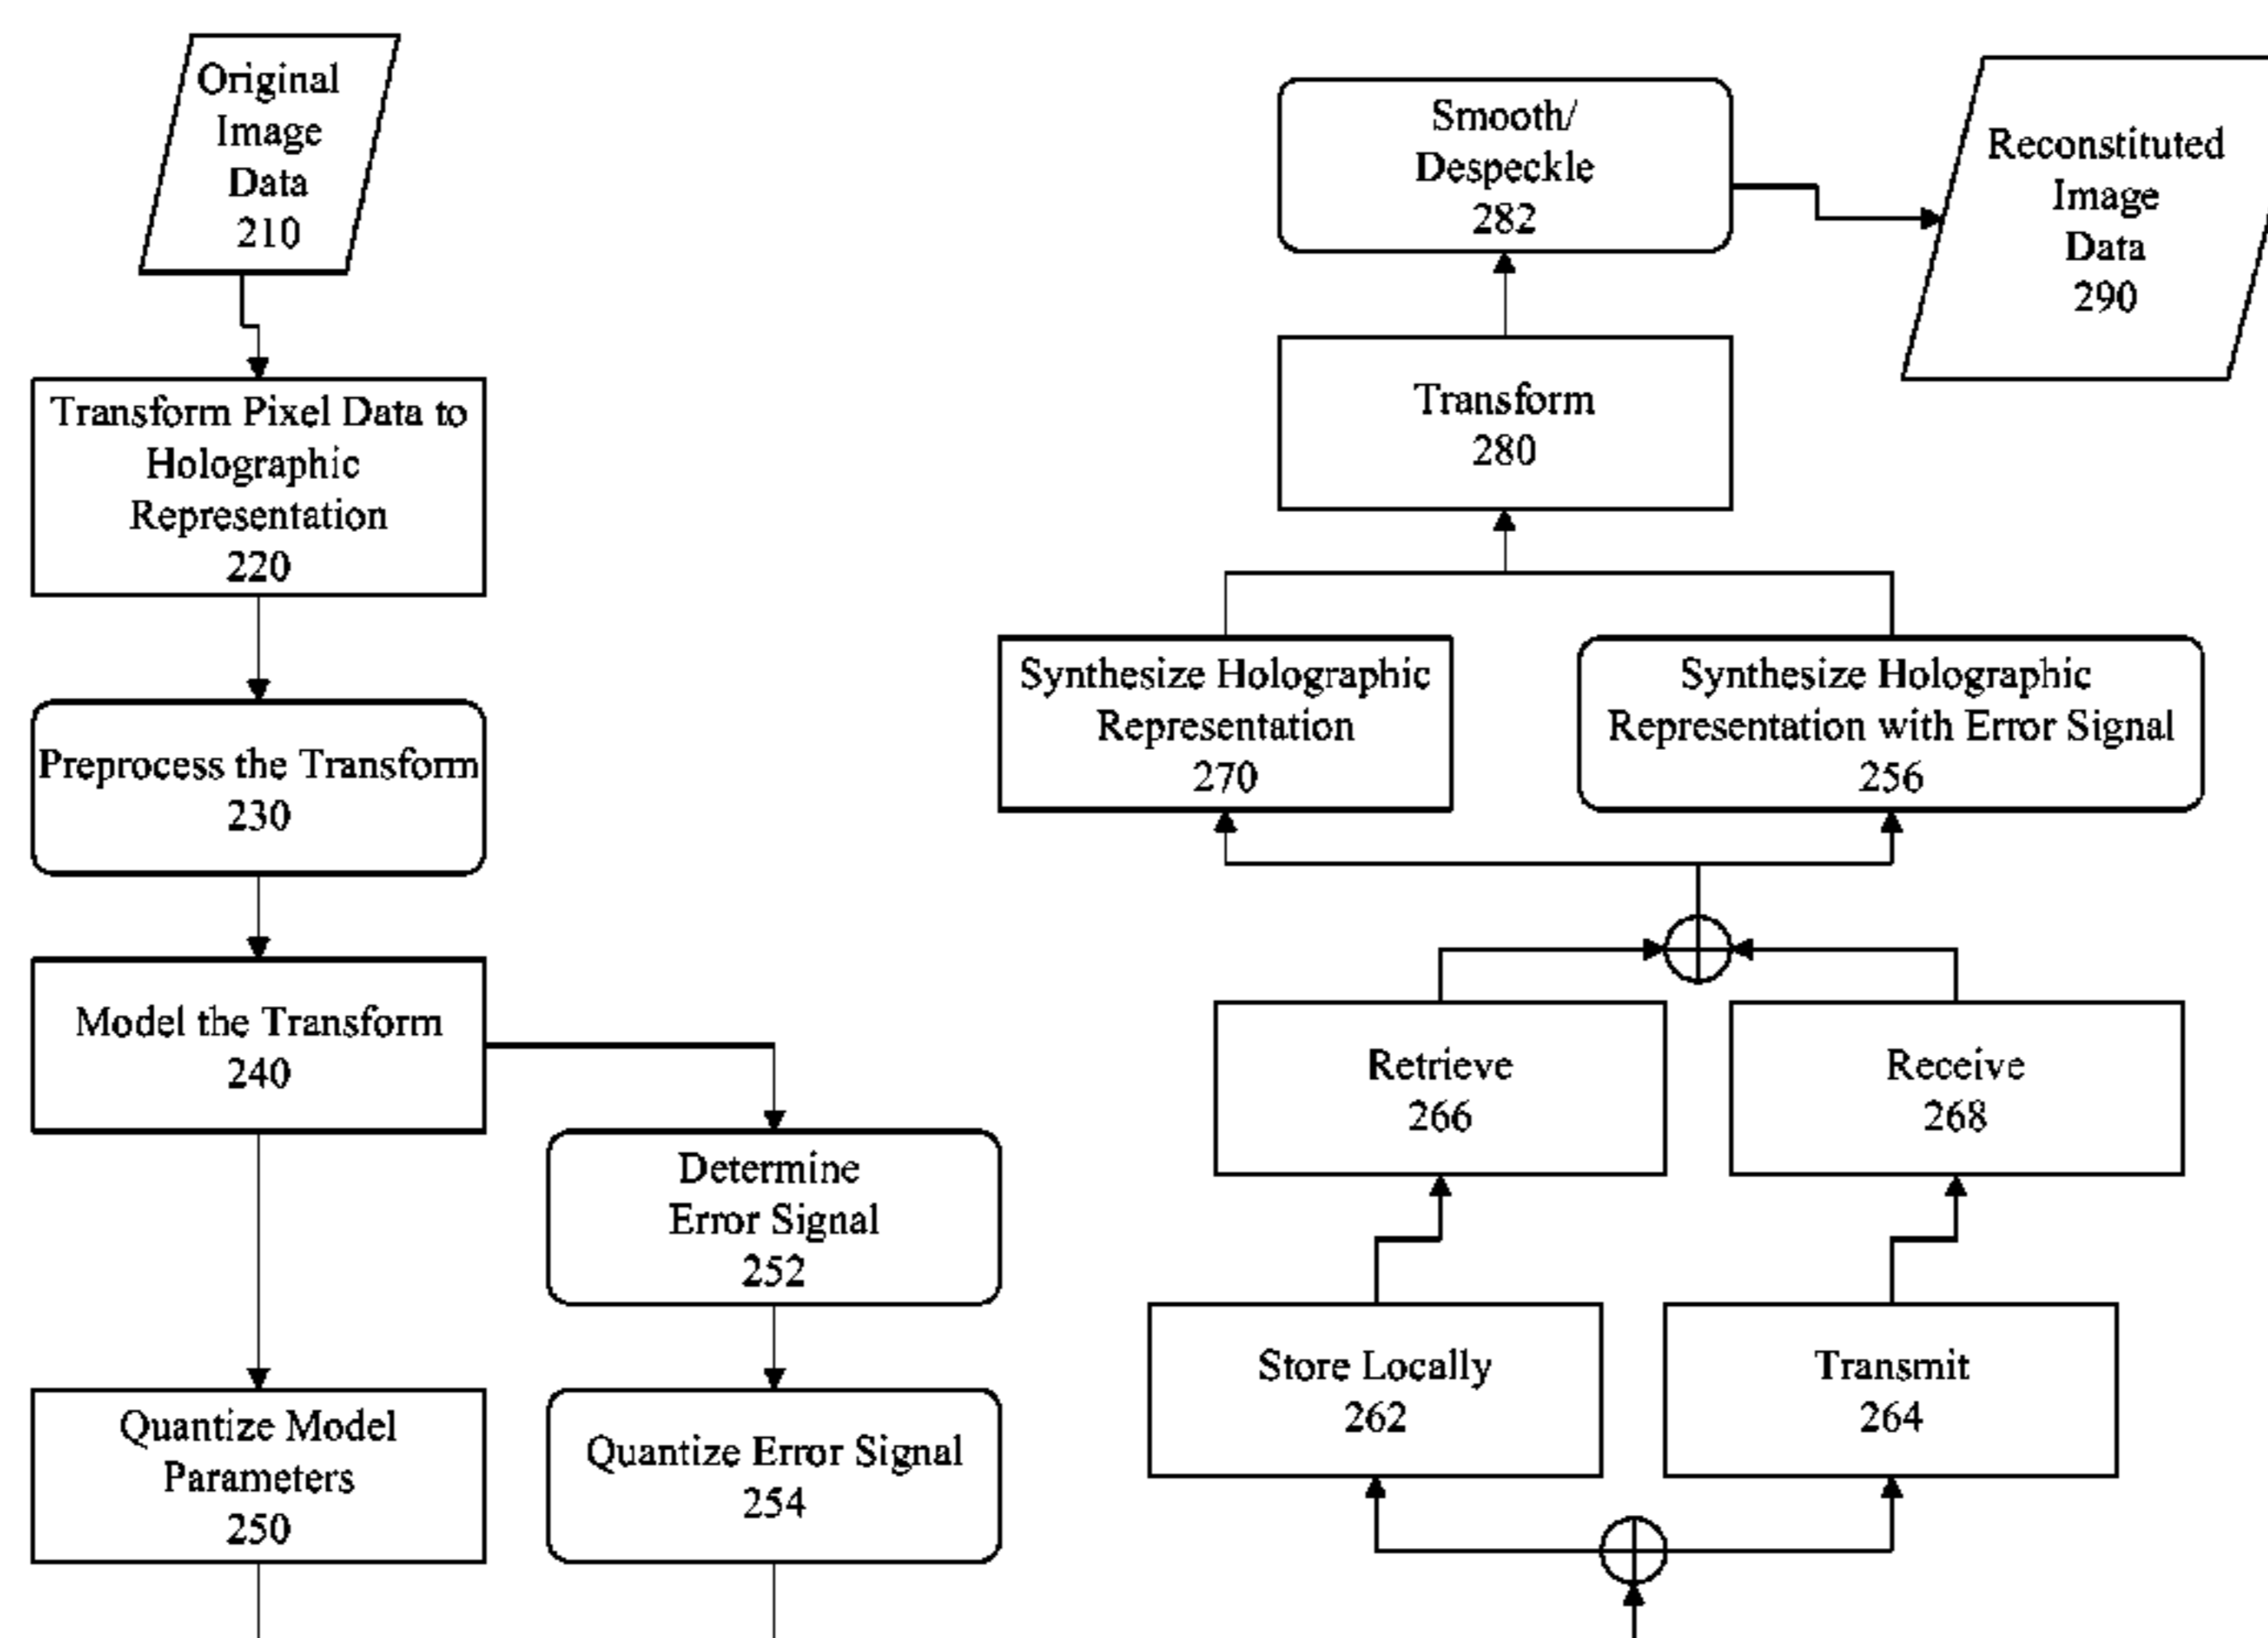 Original
Image
Data
210
Transform Pixel Data to
Holographic
Representation
220
Preprocess the Transform
230
Model the Transform
240
Determine
Error Signal
252
Quantize Model
Parameters
250
Quantize Error Signal
254
Smooth/
Despeckle
282
Reconstituted
Image
Data
290
Transform
280
Synthesize Holographic
Representation
270
Synthesize Holographic
Representation with Error Signal
256
Retrieve
266
Receive
268
Store Locally
262
Transmit
264